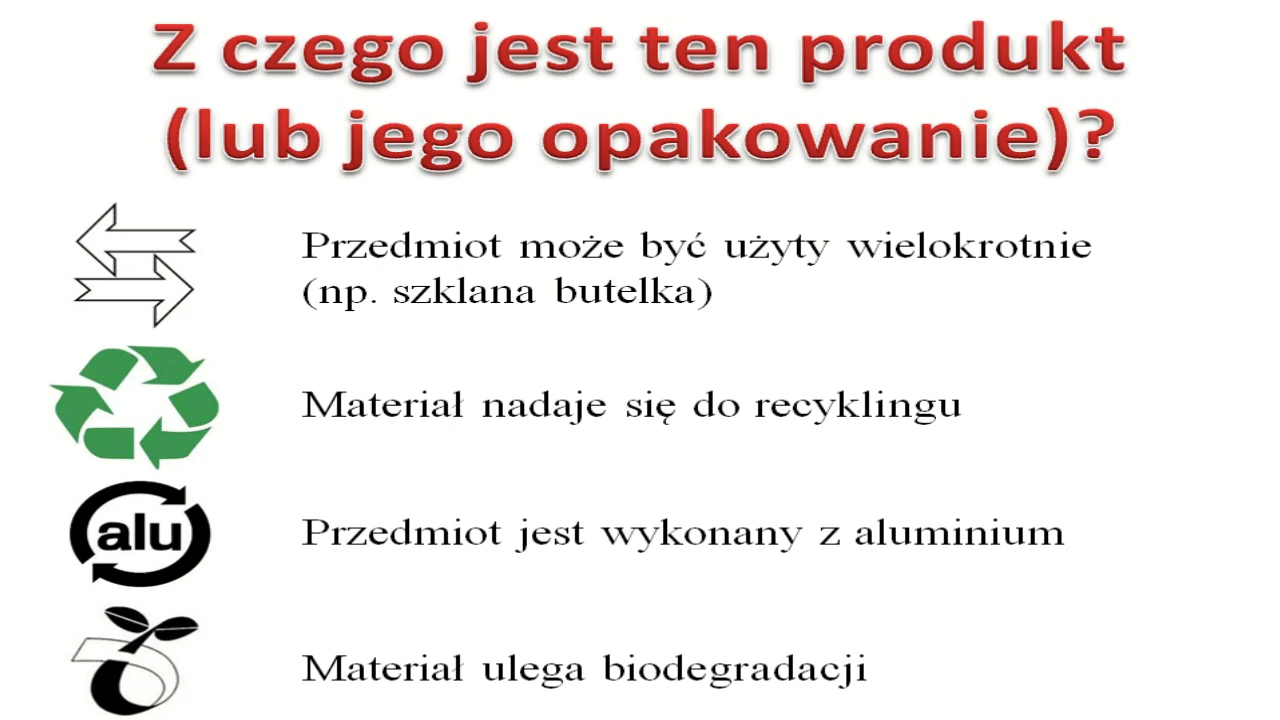 Z czego jest ten produkt
(lub jego opakowanie)?
Przedmiot może być użyty wielokrotnie
(np. szklana butelka)
Materiał nadaje się do recyklingu
alu
Przedmiot jest wykonany z aluminium
Materiał ulega biodegradacji